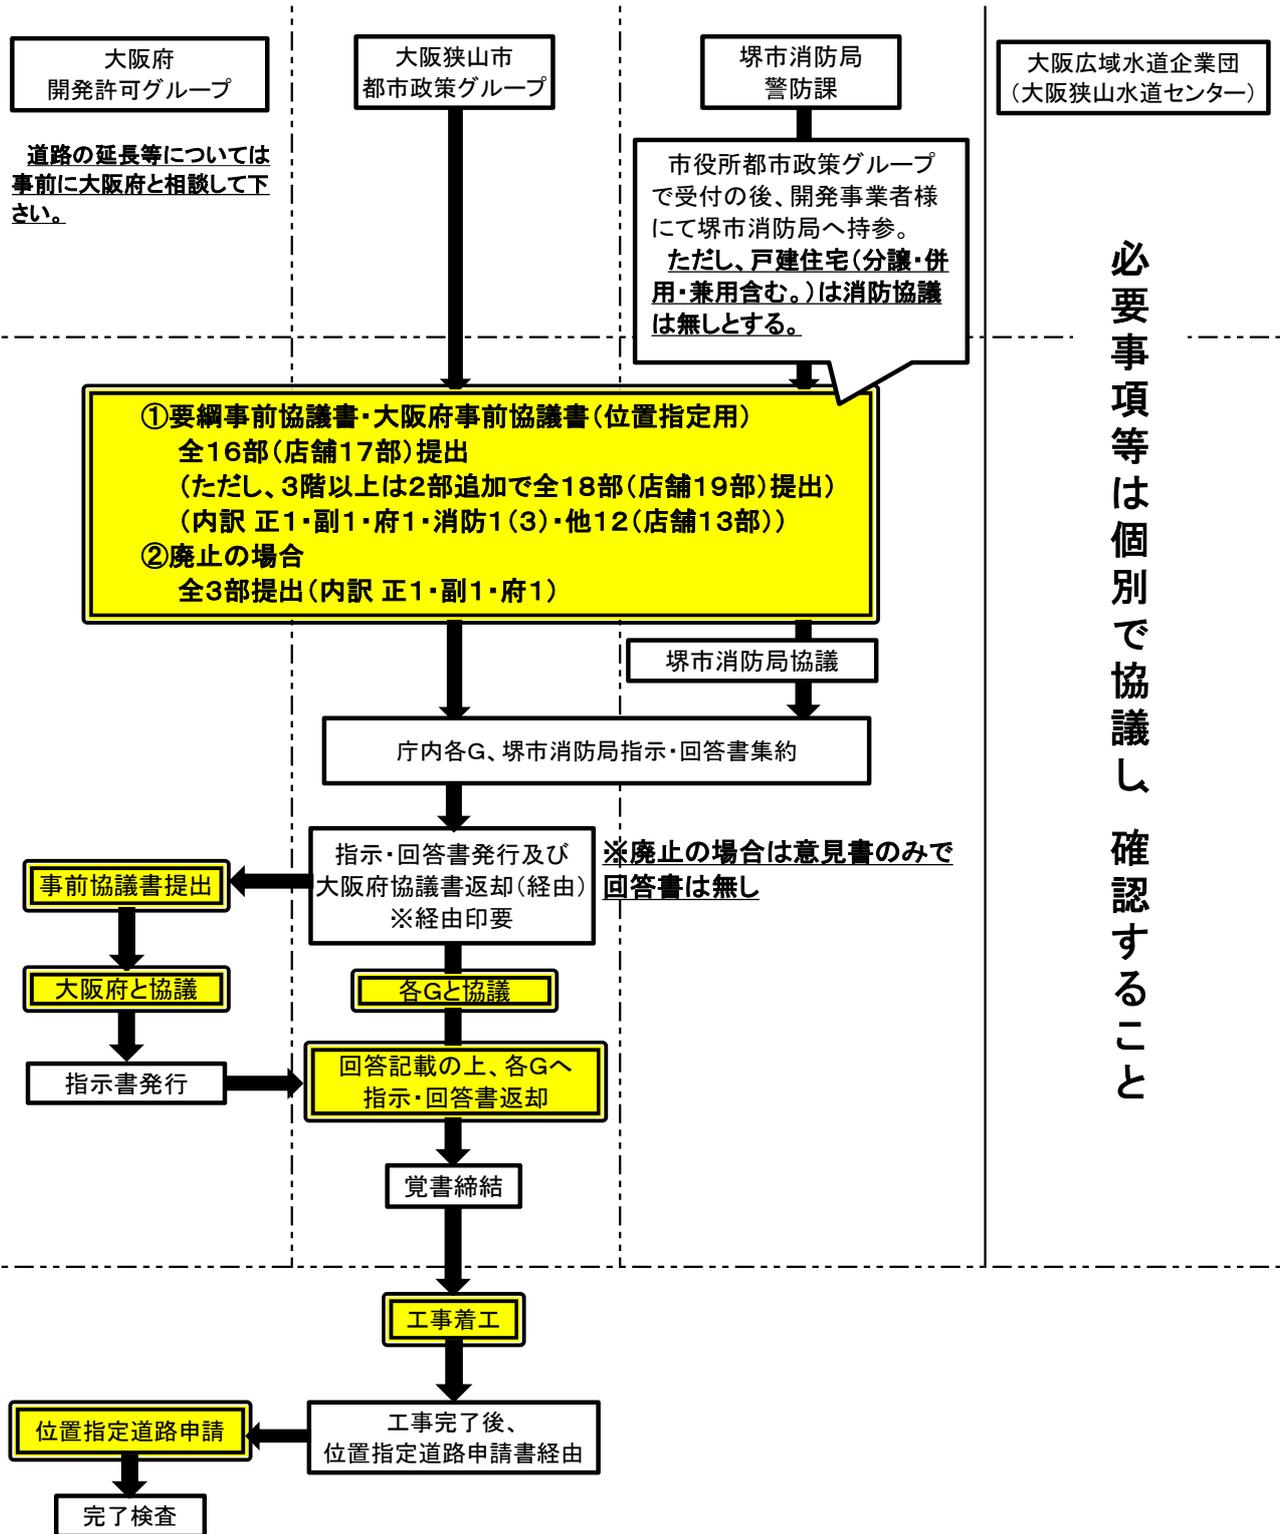 大阪府
開発許可グループ
大阪狭山市
都市政策グループ
堺市消防局
警防課
大阪広域水道企業団
（大阪狭山水道センター）
道路の延長等については
事前に大阪府と相談して下
さい。
市役所都市政策グループ
で受付の後、開発事業者様
にて堺市消防局へ持参。
ただし、戸建住宅（分譲・併
用・兼用含む。）は消防協議
は無しとする。
必要事項等は個別で協議し、確認すること
①要綱事前協議書・大阪府事前協議書（位置指定用）
全１６部（店舗１７部）提出
（ただし、３階以上は２部追加で全１８部（店舗１９部）提出）
（内訳 正１・副１・府１・消防１（３）・他１２（店舗１３部））
②廃止の場合
全３部提出（内訳 正１・副１・府１）
堺市消防局協議
庁内各Ｇ、堺市消防局指示・回答書集約
指示・回答書発行及び
大阪府協議書返却（経由）
※経由印要
※廃止の場合は意見書のみで
回答書は無し
事前協議書提出
大阪府と協議
各Ｇと協議
指示書発行
回答記載の上、各Ｇへ
指示・回答書返却
覚書締結
工事着工
工事完了後、
位置指定道路申請書経由
位置指定道路申請
完了検査